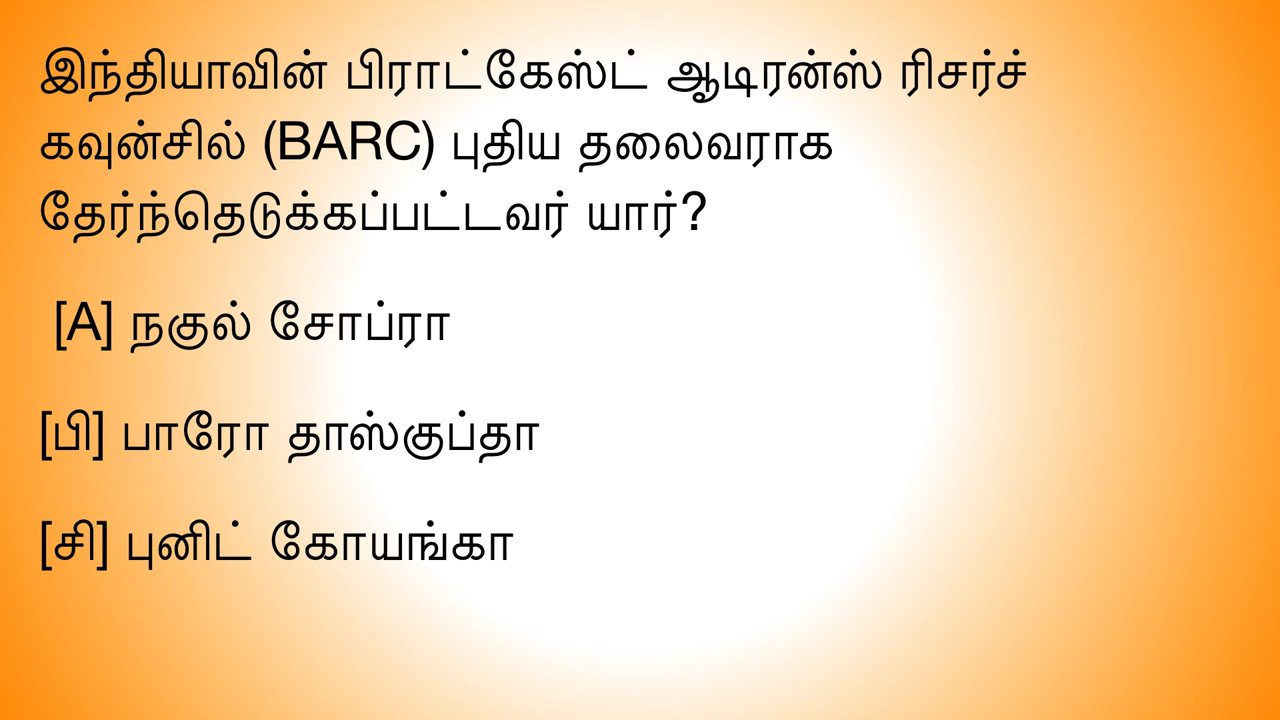 இந்தியாவின் பிராட்கேஸ்ட் ஆடிரன்ஸ் ரிசர்ச்
கவுன்சில் (BARC) புதிய தலைவராக
தேர்ந்தெடுக்கப்பட்டவர் யார்?
[A] நகுல் சோப்ரா
[பி] பாரோ தாஸ்குப்தா
[சி] புனிட் கோயங்கா